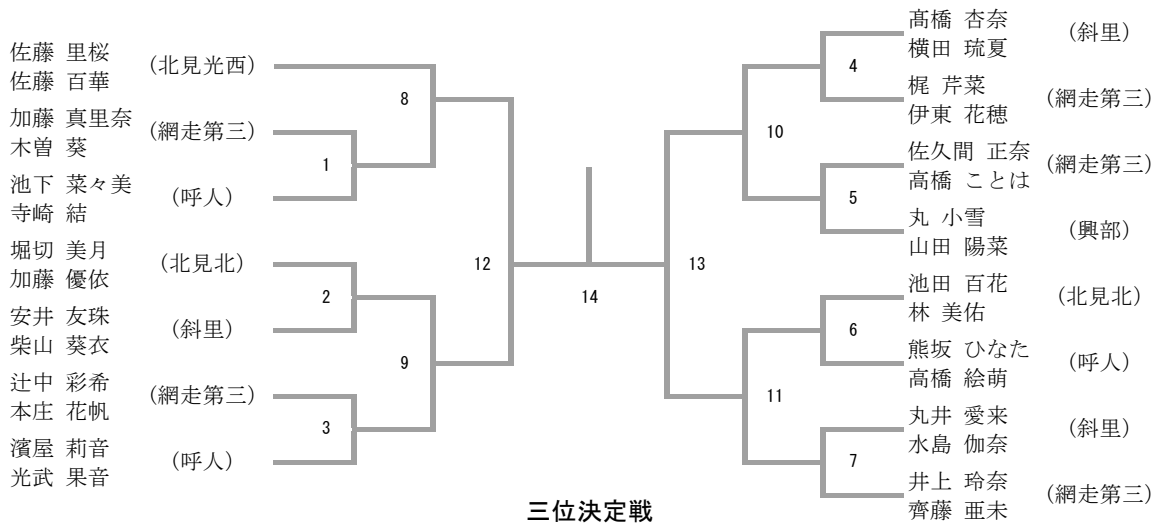 佐藤 里桜
佐藤 百華
(北見光西)
加藤 真里奈
木曽 葵
(網走第三)
池下 菜々美
寺崎 結
(呼人)
堀切 美月
加藤 優依
(北見北)
安井 友珠
柴山 葵衣
(斜里)
辻中 彩希
本庄 花帆
(網走第三)
濱屋 莉音
光武 果音
(呼人)
1
2
3
8
9
12
14
13
10
11
4
5
6
7
髙橋 杏奈
横田 琉夏
(斜里)
梶 芹菜
伊東 花穂
(網走第三)
佐久間 正奈
高橋 ことは
(網走第三)
丸 小雪
山田 陽菜
(興部)
池田 百花
林 美佑
(北見北)
熊坂 ひなた
高橋 絵萌
(呼人)
丸井 愛来
水島 伽奈
(斜里)
井上 玲奈
齊藤 亜未
(網走第三)
三位決定戦